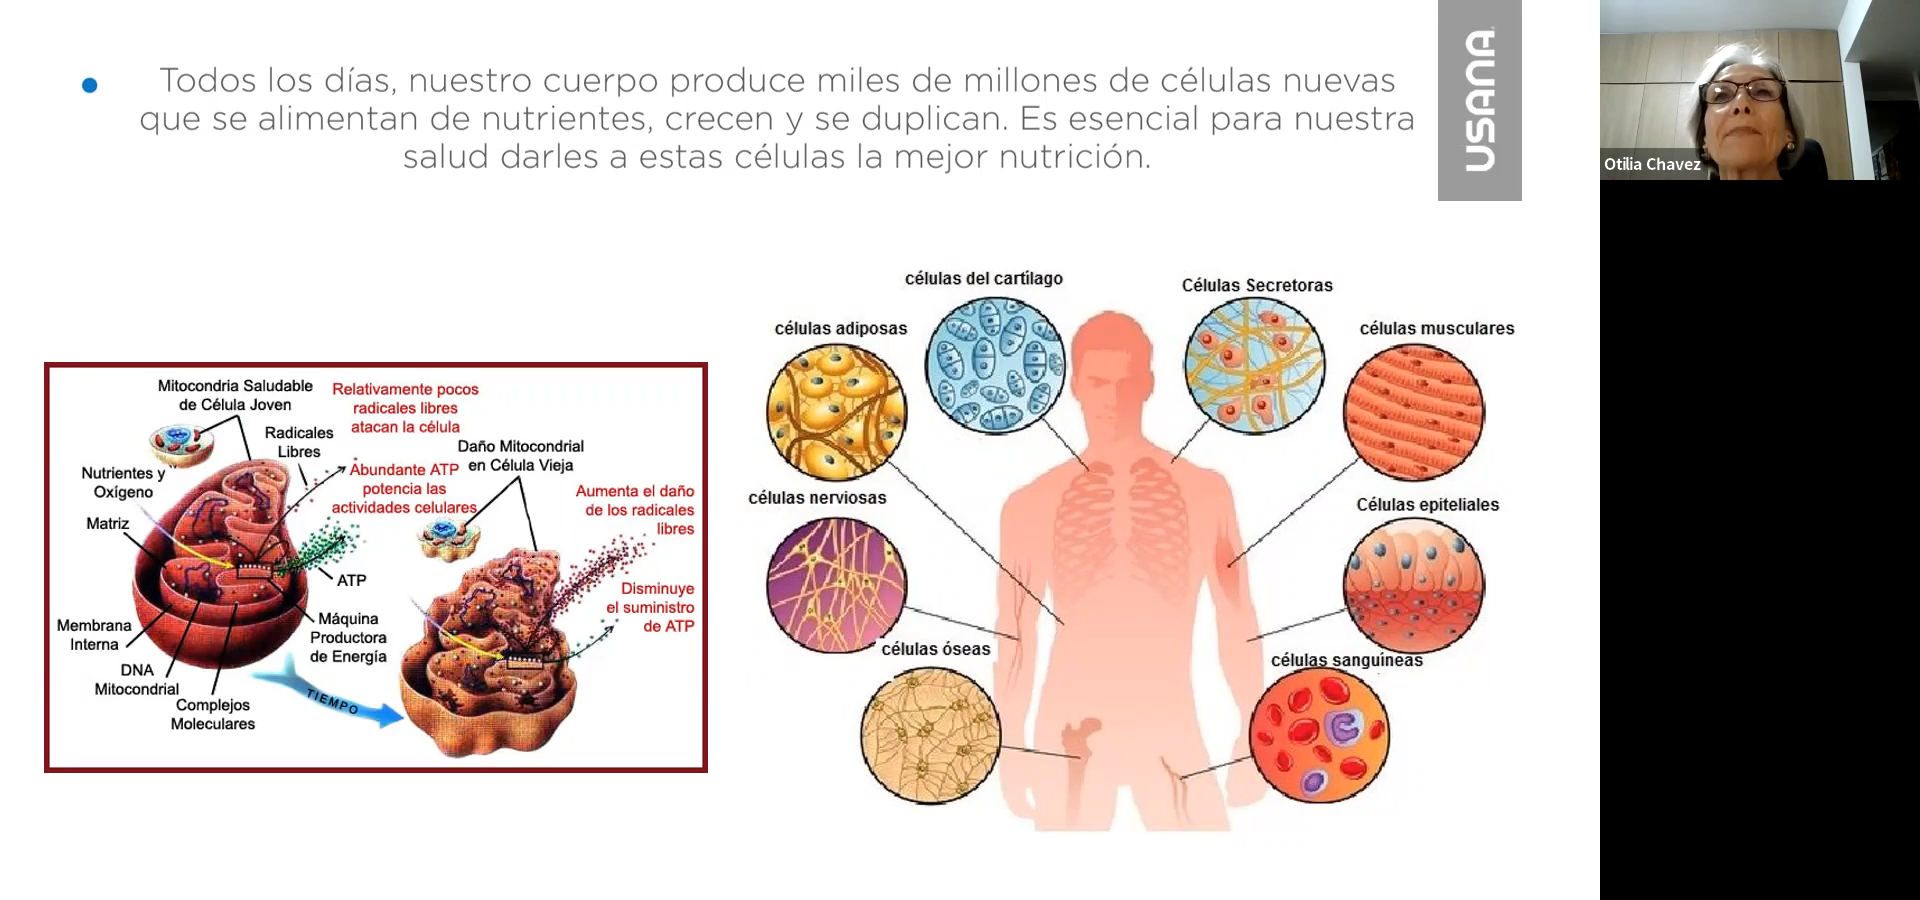 Todos los días, nuestro cuerpo produce miles de millones de células nuevas
que se alimentan de nutrientes, crecen y se duplican. Es esencial para nuestra
salud darles a estas células la mejor nutrición.
USANA
Otilia Chavez
Mitocondria Saludable
de Célula Joven
Relativamente pocos
radicales libres
atacan la célula
Radicales
Libres
Nutrientes y
Oxígeno
Matriz
Abundante ATP
potencia las
actividades celulares
Daño Mitocondrial
en Célula Vieja
Aumenta el daño
de los radicales
libres
ATP
Disminuye
el suministro
de ATP
Membrana
Interna
Máquina
Productora
de Energía
DNA
Mitocondrial
Complejos
Moleculares
TIEMPO
células del cartílago
Células Secretoras
células adiposas
células musculares
células nerviosas
Células epiteliales
células óseas
células sanguíneas